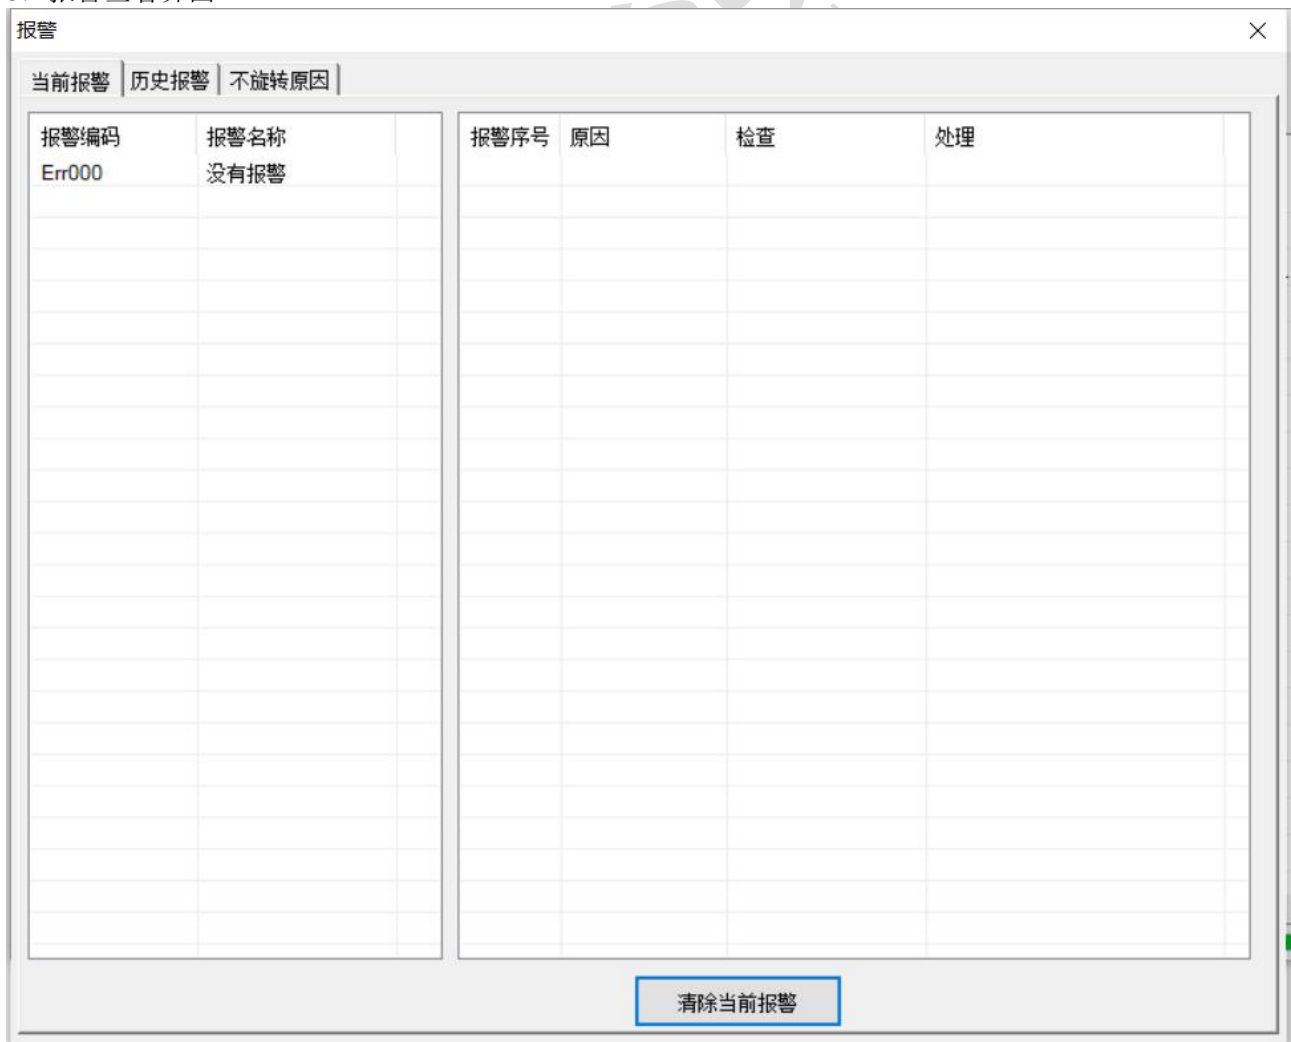 报警
当前报警 历史报警 不旋转原因
报警编码 报警名称 报警序号 原因 检查 处理
Err000 没有报警
清除当前报警